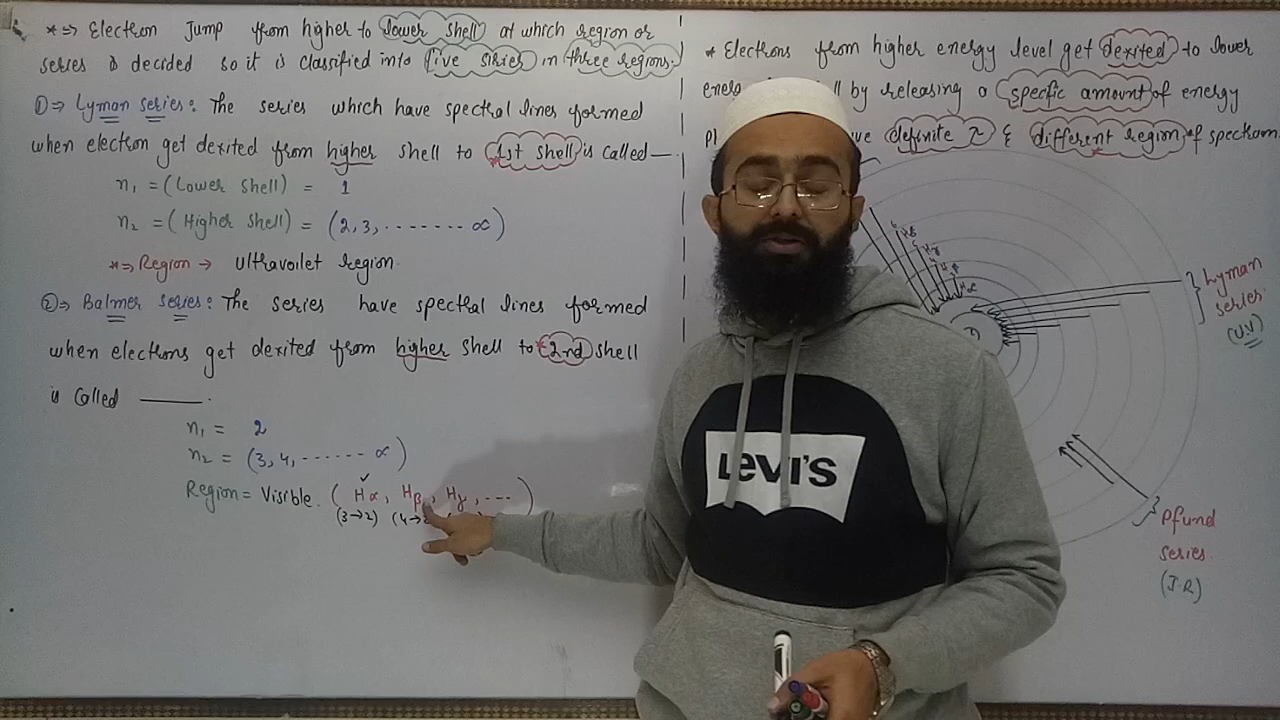 *⇒ Electron Jump from higher to lower shell at which region or
series is decided so it is classified into five series in three regions.
①⇒ Lyman series: The series which have spectral lines formed
when electron get dexited from higher shell to 1st shell is called —
n₁ = (Lower shell) = 1
n₂ = (Higher shell) = (2,3,........∝)
*⇒ Region → Ultravoilet region.
②⇒ Balmer series: The series have spectral lines formed
when electrons get dexited from higher shell to 2nd shell
is called ——.
n₁ = 2
n₂ = (3,4,......∝)
Region = Visible. (Hα, Hβ, Hγ, ...)
(3→2) (4→
* Electrons from higher energy level get dexited to lower
by releasing a specific amount of energy
definite λ & different region of spectrom
Lyman
series
(U.V)
Pfund
series
(I.R)
LEVI'S